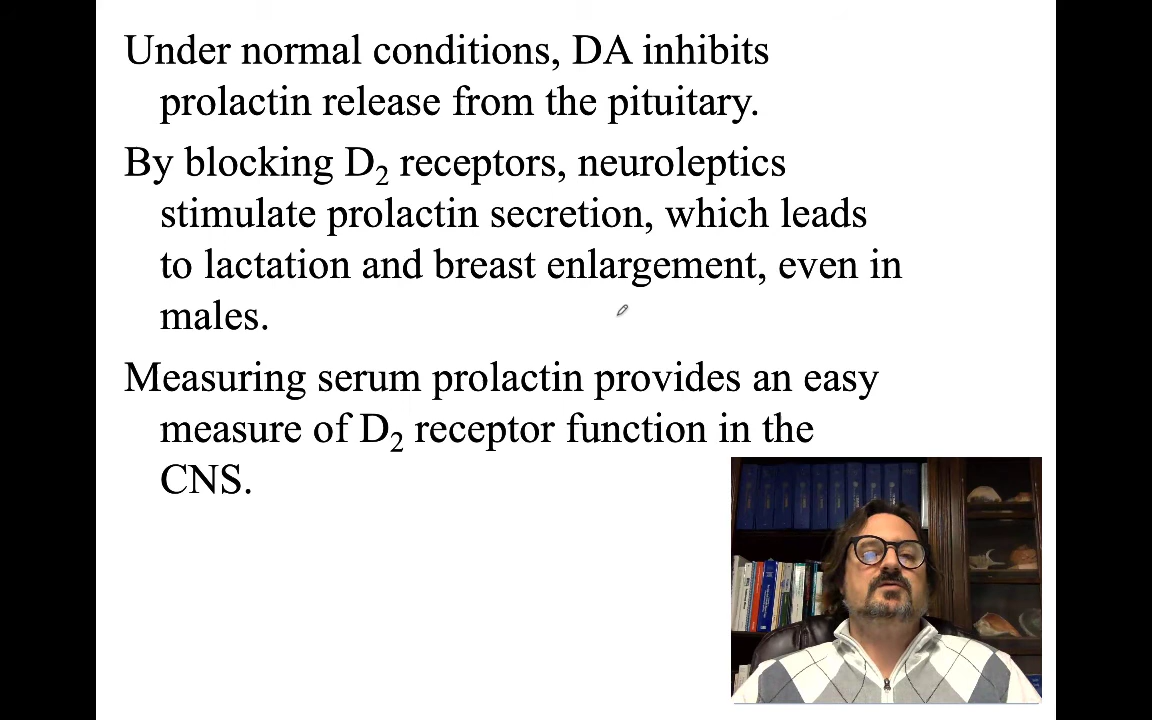 Under normal conditions, DA inhibits
prolactin release from the pituitary.
By blocking D₂ receptors, neuroleptics
stimulate prolactin secretion, which leads
to lactation and breast enlargement, even in
males.
Measuring serum prolactin provides an easy
measure of D₂ receptor function in the
CNS.